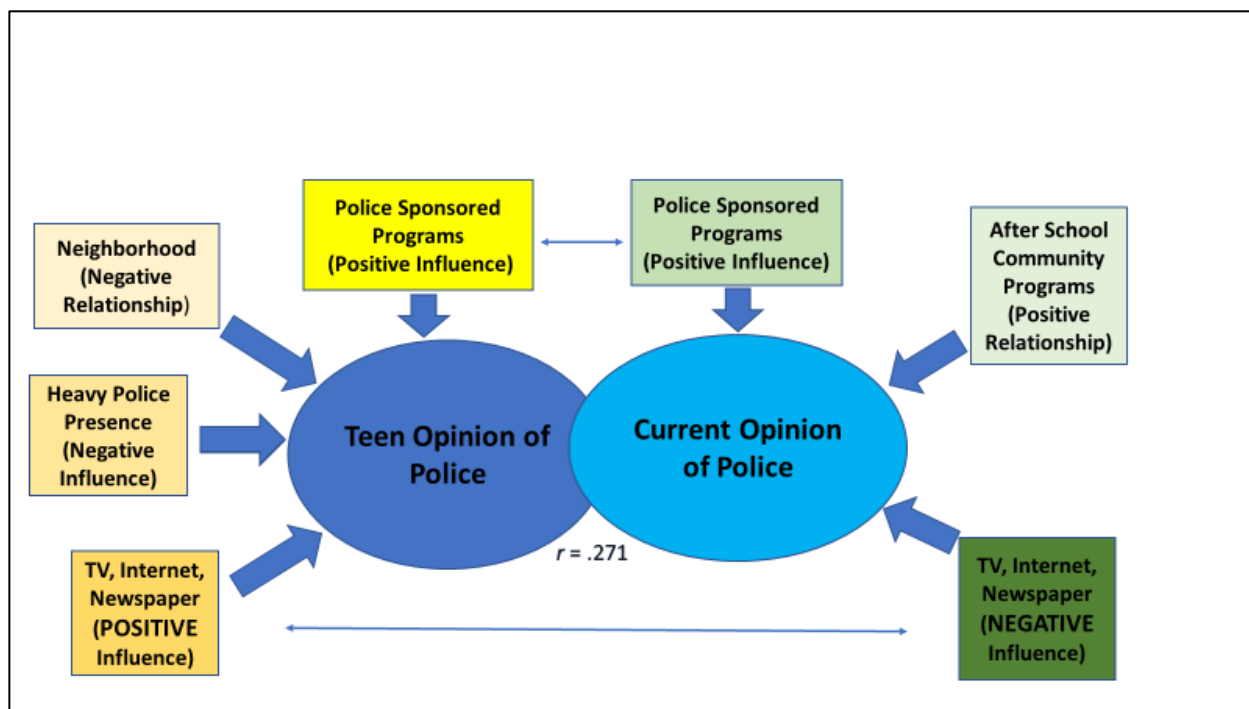 Police Sponsored
Programs
(Positive Influence)
Police Sponsored
Programs
(Positive Influence)
Neighborhood
(Negative
Relationship)
After School
Community
Programs
(Positive
Relationship)
Heavy Police
Presence
(Negative
Influence)
Teen Opinion of
Police
Current Opinion
of Police
r = .271
TV, Internet,
Newspaper
(POSITIVE
Influence)
TV, Internet,
Newspaper
(NEGATIVE
Influence)